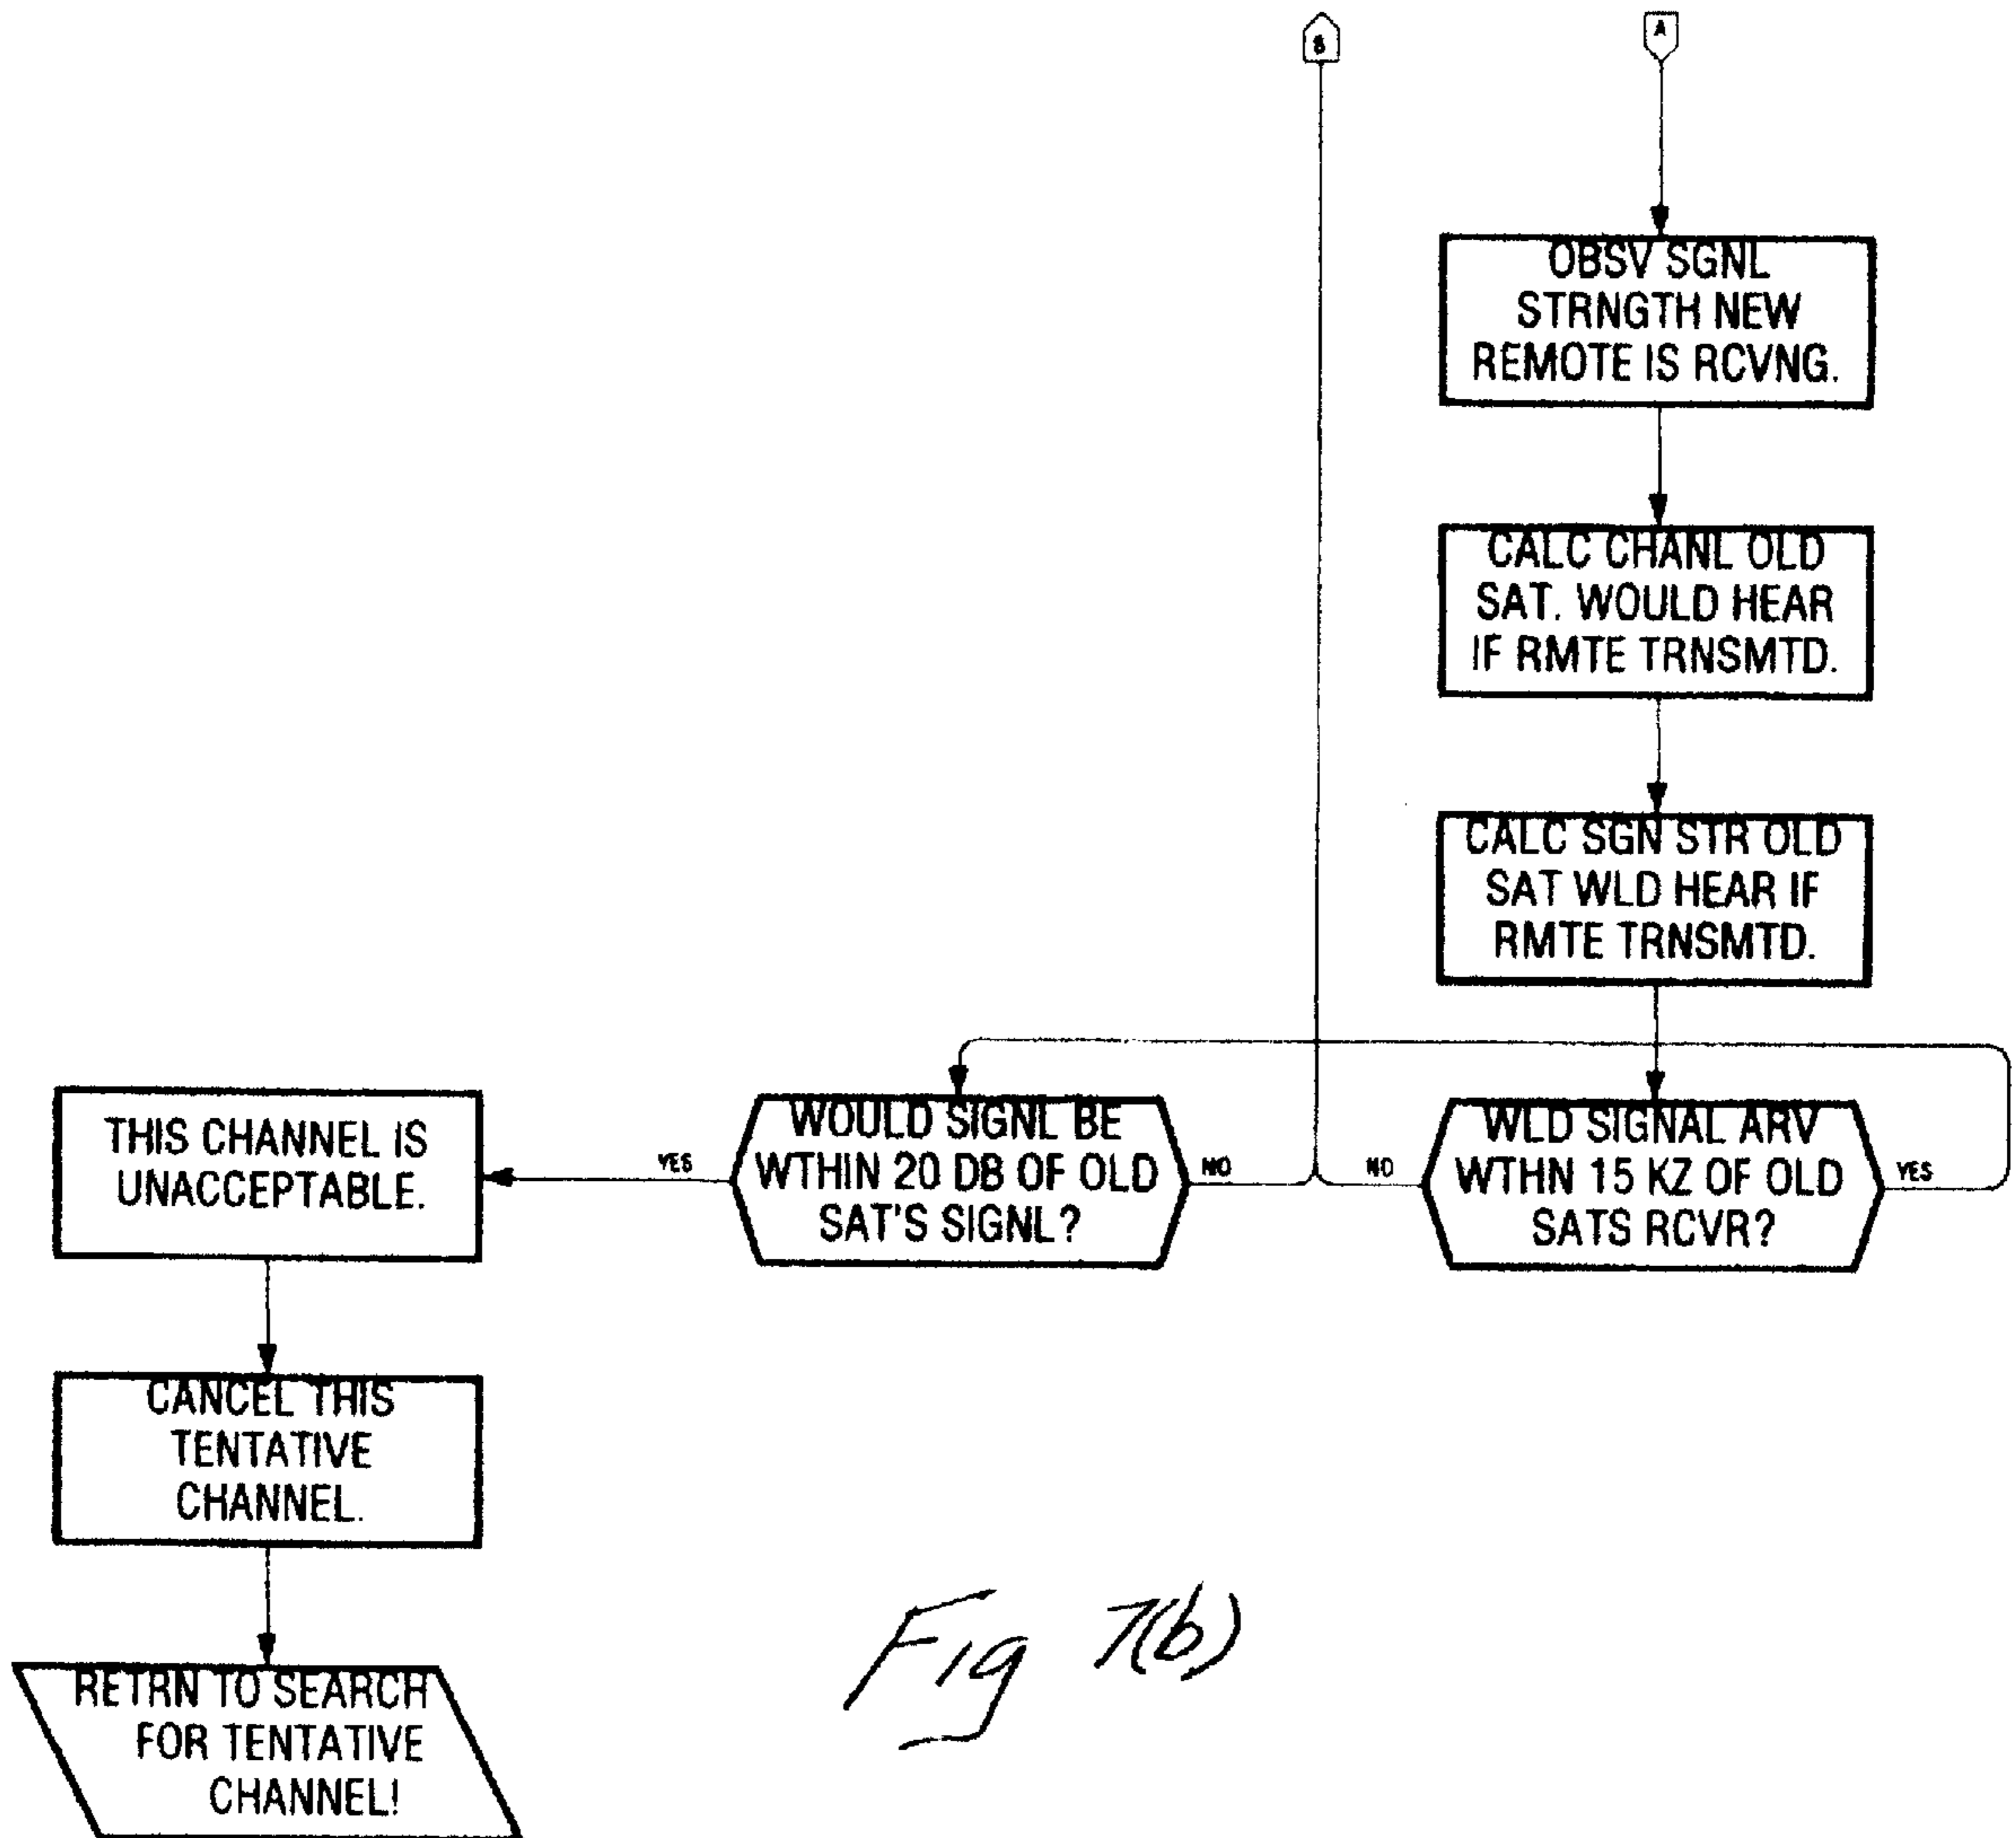 A
OBSV SGNL
STRNGTH NEW
REMOTE IS RCVNG.
CALC CHANL OLD
SAT. WOULD HEAR
IF RMTE TRNSMTD.
CALC SGN STR OLD
SAT WLD HEAR IF
RMTE TRNSMTD.
WLD SIGNAL ARV
WTHN 15 KZ OF OLD
SATS RCVR?
YES
NO
WOULD SIGNL BE
WTHIN 20 DB OF OLD
SAT'S SIGNL?
NO
YES
THIS CHANNEL IS
UNACCEPTABLE.
CANCEL THIS
TENTATIVE
CHANNEL.
RETRN TO SEARCH
FOR TENTATIVE
CHANNEL!
Fig 7(b)